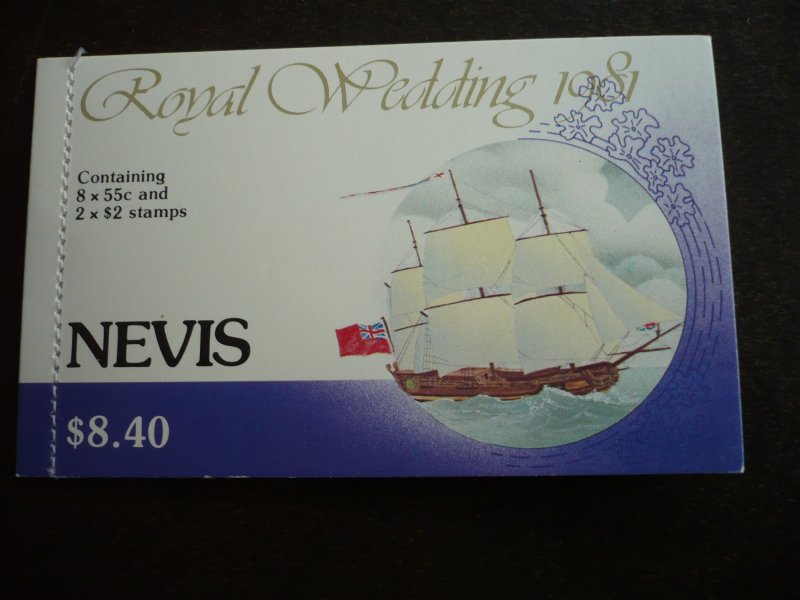 Royal Wedding 1981
Containing
8 x 55c and
2 x $2 stamps
NEVIS
$8.40